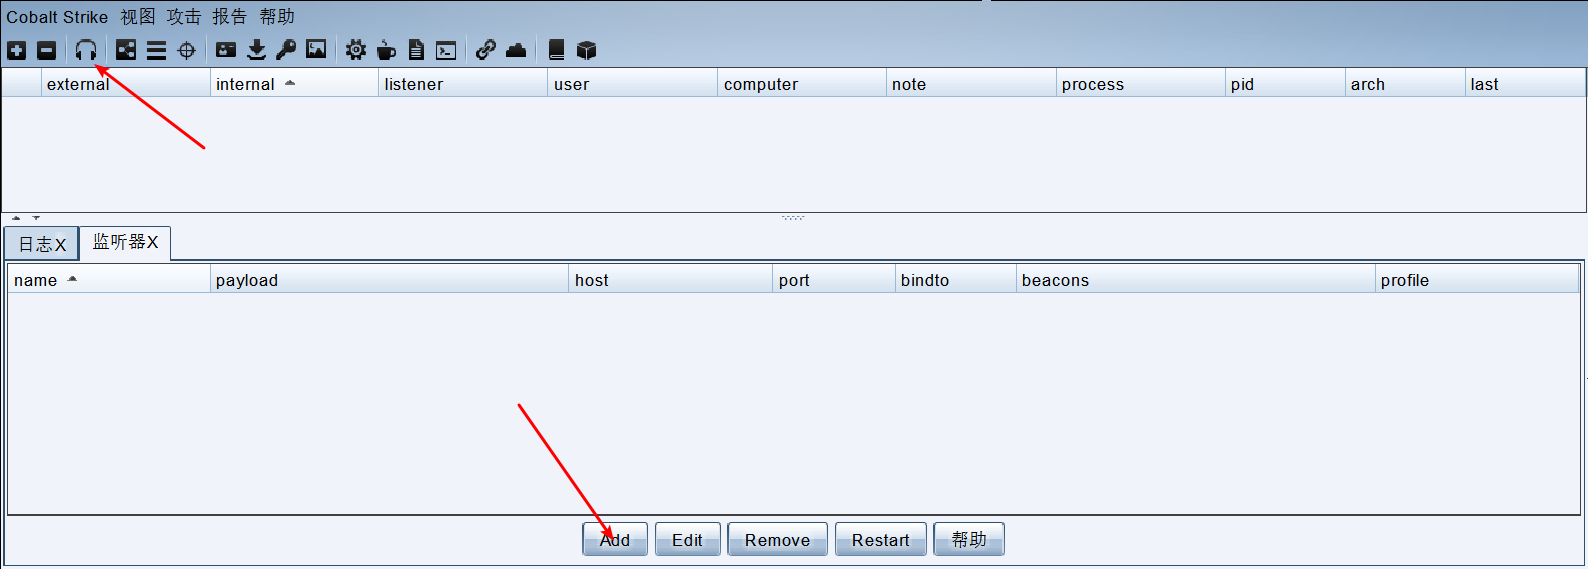 Cobalt Strike 视图 攻击 报告 帮助
external internal listener user computer note process pid arch last
日志X 监听器X
name payload host port bindto beacons profile
Add Edit Remove Restart 帮助